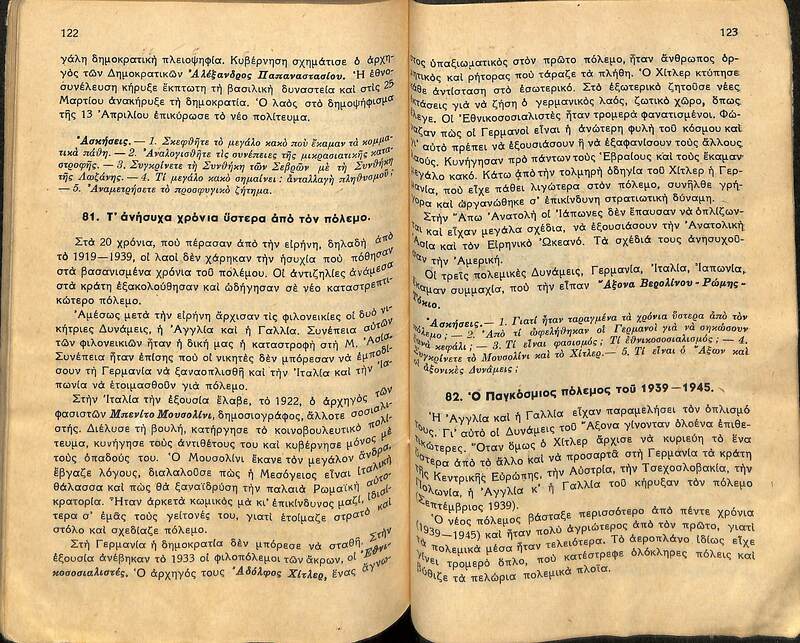 122
γάλη δημοκρατική πλειοψηφία. Κυβέρνηση σχημάτισε ὁ ἀρχη-
γὸς τῶν Δημοκρατικῶν Ἀλέξανδρος Παπαναστασίου. Ἡ ἐθνο-
συνέλευση κήρυξε ἔκπτωτη τὴ βασιλικὴ δυναστεία καὶ στὶς 25
Μαρτίου ἀνακήρυξε τὴ δημοκρατία. Ὁ λαὸς στὸ δημοψήφισμα
τῆς 13 Ἀπριλίου ἐπικύρωσε τὸ νέο πολίτευμα.
Ἀσκήσεις. — 1. Σκεφθῆτε τὸ μεγάλο κακὸ ποὺ ἔκαμαν τὰ κομμα-
τικὰ πάθη. — 2. Ἀναλογισθῆτε τὶς συνέπειες τῆς μικρασιατικῆς κατα-
στροφῆς. — 3. Συγκρίνετε τὴ Συνθήκη τῶν Σεβρῶν μὲ τὴ Συνθήκη
τῆς Λωζάνης. — 4. Τί μεγάλο κακὸ σημαίνει : ἀνταλλαγὴ πληθυσμοῦ ;
— 5. Ἀναμετρήσετε τὸ προσφυγικὸ ζήτημα.
81. Τ' ἀνήσυχα χρόνια ὕστερα ἀπὸ τὸν πόλεμο.
Στὰ 20 χρόνια, ποὺ πέρασαν ἀπὸ τὴν εἰρήνη, δηλαδὴ ἀπὸ
τὸ 1919—1939, οἱ λαοὶ δὲν χάρηκαν τὴν ἡσυχία ποὺ πόθησαν
στὰ βασανισμένα χρόνια τοῦ πολέμου. Οἱ ἀντιζηλίες ἀνάμεσα
στὰ κράτη ἐξακολούθησαν καὶ ὡδήγησαν σὲ νέο καταστρεπτι-
κώτερο πόλεμο.
Ἀμέσως μετὰ τὴν εἰρήνη ἄρχισαν τὶς φιλονεικίες οἱ δυὸ νι-
κήτριες Δυνάμεις, ἡ Ἀγγλία καὶ ἡ Γαλλία. Συνέπεια αὐτῶν
τῶν φιλονεικιῶν ἦταν ἡ δική μας ἡ καταστροφὴ στὴ Μ. Ἀσία.
Συνέπεια ἦταν ἐπίσης ποὺ οἱ νικητὲς δὲν μπόρεσαν νὰ ἐμποδί-
σουν τὴ Γερμανία νὰ ξαναοπλισθῆ καὶ τὴν Ἰταλία καὶ τὴν Ἰα-
πωνία νὰ ἑτοιμασθοῦν γιὰ πόλεμο.
Στὴν Ἰταλία τὴν ἐξουσία ἔλαβε, τὸ 1922, ὁ ἀρχηγὸς τῶν
φασιστῶν Μπενίτο Μουσολίνι, δημοσιογράφος, ἄλλοτε σοσιαλι-
στής. Διέλυσε τὴ βουλή, κατήργησε τὸ κοινοβουλευτικὸ πολί-
τευμα, κυνήγησε τοὺς ἀντιθέτους του καὶ κυβέρνησε μόνος μὲ
τοὺς ὀπαδούς του. Ὁ Μουσολίνι ἔκανε τὸν μεγάλον ἄνδρα,
ἔβγαζε λόγους, διαλαλοῦσε πὼς ἡ Μεσόγειος εἶναι ἰταλικὴ
θάλασσα καὶ πὼς θὰ ξαναϊδρύση τὴν παλαιὰ Ρωμαϊκὴ αὐτο-
κρατορία. Ἦταν ἀρκετὰ κωμικὸς μὰ κι' ἐπικίνδυνος μαζί, ἰδιαί-
τερα σ' ἐμᾶς τοὺς γείτονές του, γιατὶ ἑτοίμαζε στρατὸ καὶ
στόλο καὶ σχεδίαζε πόλεμο.
Στὴ Γερμανία ἡ δημοκρατία δὲν μπόρεσε νὰ σταθῆ. Στὴν
ἐξουσία ἀνέβηκαν τὸ 1933 οἱ φιλοπόλεμοι τῶν ἄκρων, οἱ Ἐθνι-
κοσοσιαλιστές. Ὁ ἀρχηγός τους Ἀδόλφος Χίτλερ, ἕνας ἄγνω-
123
στος ὑπαξιωματικὸς στὸν πρῶτο πόλεμο, ἦταν ἄνθρωπος ὁρ-
μητικὸς καὶ ρήτορας ποὺ τάραζε τὰ πλήθη. Ὁ Χίτλερ κτύπησε
κάθε ἀντίσταση στὸ ἐσωτερικό. Στὸ ἐξωτερικὸ ζητοῦσε νέες
ἐκτάσεις γιὰ νὰ ζήση ὁ γερμανικὸς λαός, ζωτικὸ χῶρο, ὅπως
ἔλεγε. Οἱ Ἐθνικοσοσιαλιστὲς ἦταν τρομερὰ φανατισμένοι. Φώ-
ναζαν πὼς οἱ Γερμανοὶ εἶναι ἡ ἀνώτερη φυλὴ τοῦ κόσμου καὶ
γι' αὐτὸ πρέπει νὰ ἐξουσιάσουν ἢ νὰ ἐξαφανίσουν τοὺς ἄλλους
λαούς. Κυνήγησαν πρὸ πάντων τοὺς Ἑβραίους καὶ τοὺς ἔκαμαν
μεγάλο κακό. Κάτω ἀπὸ τὴν τολμηρὴ ὁδηγία τοῦ Χίτλερ ἡ Γερ-
μανία, ποὺ εἶχε πάθει λιγώτερα στὸν πόλεμο, συνῆλθε γρή-
γορα καὶ ὠργανώθηκε σ' ἐπικίνδυνη στρατιωτικὴ δύναμη.
Στὴν Ἄπω Ἀνατολὴ οἱ Ἰάπωνες δὲν ἔπαυσαν νὰ ὁπλίζων-
ται καὶ εἶχαν μεγάλα σχέδια, νὰ ἐξουσιάσουν τὴν Ἀνατολικὴ
Ἀσία καὶ τὸν Εἰρηνικὸ Ὠκεανό. Τὰ σχέδιά τους ἀνησυχοῦ-
σαν τὴν Ἀμερική.
Οἱ τρεῖς πολεμικὲς Δυνάμεις, Γερμανία, Ἰταλία, Ἰαπωνία,
ἔκαμαν συμμαχία, ποὺ τὴν εἶπαν Ἄξονα Βερολίνου - Ρώμης -
Τόκιο.
Ἀσκήσεις. — 1. Γιατί ἦταν ταραγμένα τὰ χρόνια ὕστερα ἀπὸ τὸν
πόλεμο ; — 2. Ἀπὸ τί ὠφελήθηκαν οἱ Γερμανοὶ γιὰ νὰ σηκώσουν
ξανὰ κεφάλι ; — 3. Τί εἶναι φασισμός ; Τί ἐθνικοσοσιαλισμός ; — 4.
Συγκρίνετε τὸ Μουσολίνι καὶ τὸ Χίτλερ. — 5. Τί εἶναι ὁ Ἄξων καὶ
οἱ ἀξονικὲς Δυνάμεις ;
82. Ὁ Παγκόσμιος πόλεμος τοῦ 1939—1945.
Ἡ Ἀγγλία καὶ ἡ Γαλλία εἶχαν παραμελήσει τὸν ὁπλισμό
τους. Γι' αὐτὸ οἱ Δυνάμεις τοῦ Ἄξονα γίνονταν ὁλοένα ἐπιθε-
τικώτερες. Ὅταν ὅμως ὁ Χίτλερ ἄρχισε νὰ κυριεύη τὸ ἕνα
ὕστερα ἀπὸ τὸ ἄλλο καὶ νὰ προσαρτᾶ στὴ Γερμανία τὰ κράτη
τῆς Κεντρικῆς Εὐρώπης, τὴν Αὐστρία, τὴν Τσεχοσλοβακία, τὴν
Πολωνία, ἡ Ἀγγλία κ' ἡ Γαλλία τοῦ κήρυξαν τὸν πόλεμο
(Σεπτέμβριος 1939).
Ὁ νέος πόλεμος βάσταξε περισσότερο ἀπὸ πέντε χρόνια
(1939—1945) καὶ ἦταν πολὺ ἀγριώτερος ἀπὸ τὸν πρῶτο, γιατὶ
τὰ πολεμικὰ μέσα ἦταν τελειότερα. Τὸ ἀεροπλάνο ἰδίως εἶχε
γίνει τρομερὸ ὅπλο, ποὺ κατέστρεφε ὁλόκληρες πόλεις καὶ
βύθιζε τὰ πελώρια πολεμικὰ πλοῖα.